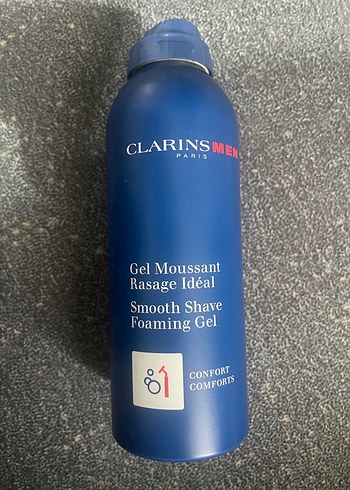 CLARINSMEN
PARIS
Gel Moussant
Rasage Idéal
Smooth Shave
Foaming Gel
CONFORT
COMFORTS